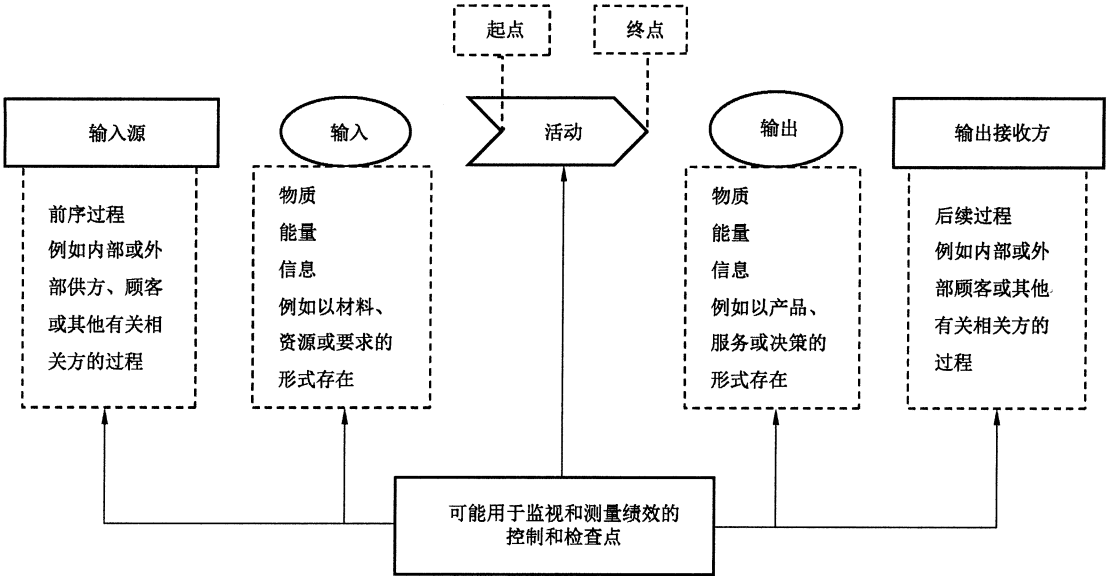 起点
终点
输入源
输入
活动
输出
输出接收方
前序过程
例如内部或外
部供方、顾客
或其他有关相
关方的过程
物质
能量
信息
例如以材料、
资源或要求的
形式存在
物质
能量
信息
例如以产品、
服务或决策的
形式存在
后续过程
例如内部或外
部顾客或其他
有关相关方的
过程
可能用于监视和测量绩效的
控制和检查点